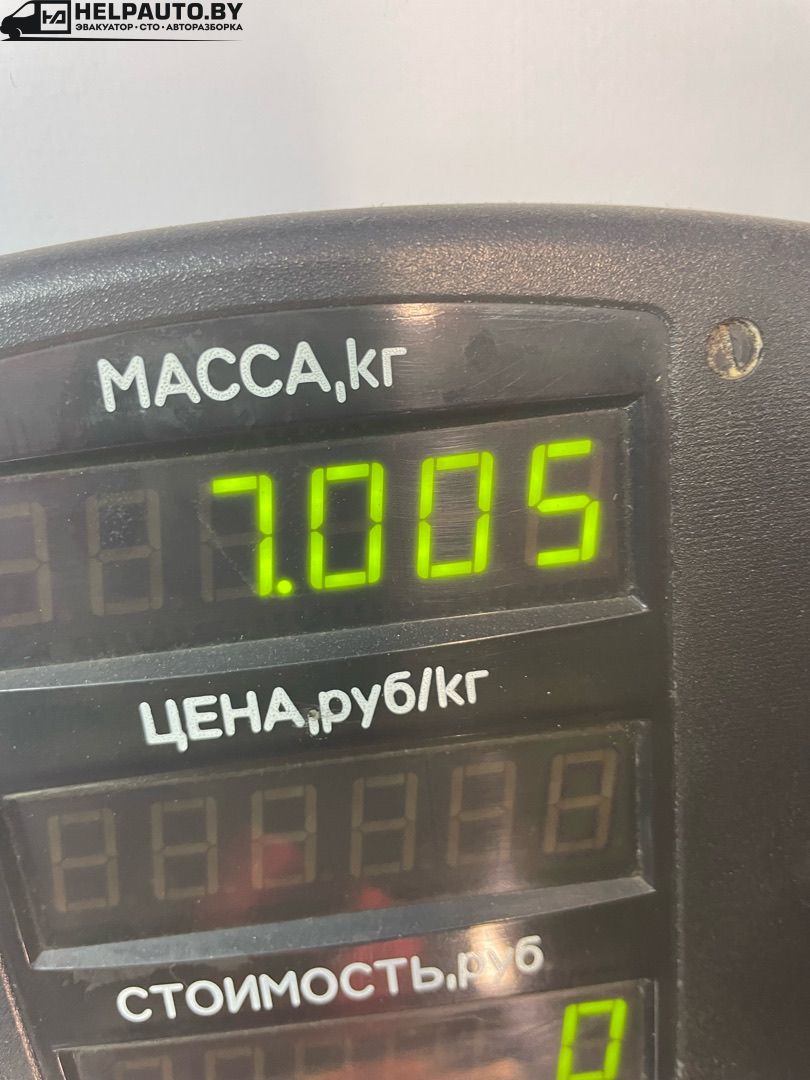 HELPAUTO.BY
ЭВАКУАТОР • СТО • АВТОРАЗБОРКА
МАССА,кг
7.005
ЦЕНА,руб/кг
СТОИМОСТЬ,руб
0